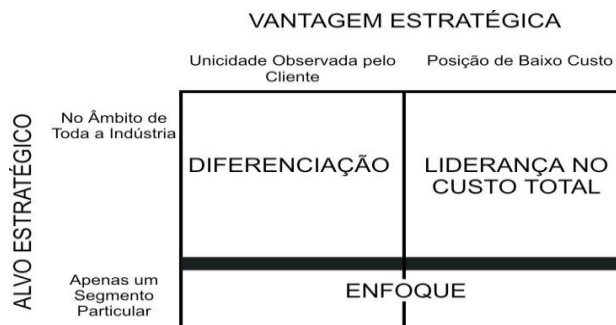 VANTAGEM ESTRATÉGICA
Unicidade Observada pelo
Cliente
Posição de Baixo Custo
ALVO ESTRATÉGICO
No Âmbito de
Toda a Indústria
DIFERENCIAÇÃO
LIDERANÇA NO
CUSTO TOTAL
Apenas um
Segmento
Particular
ENFOQUE